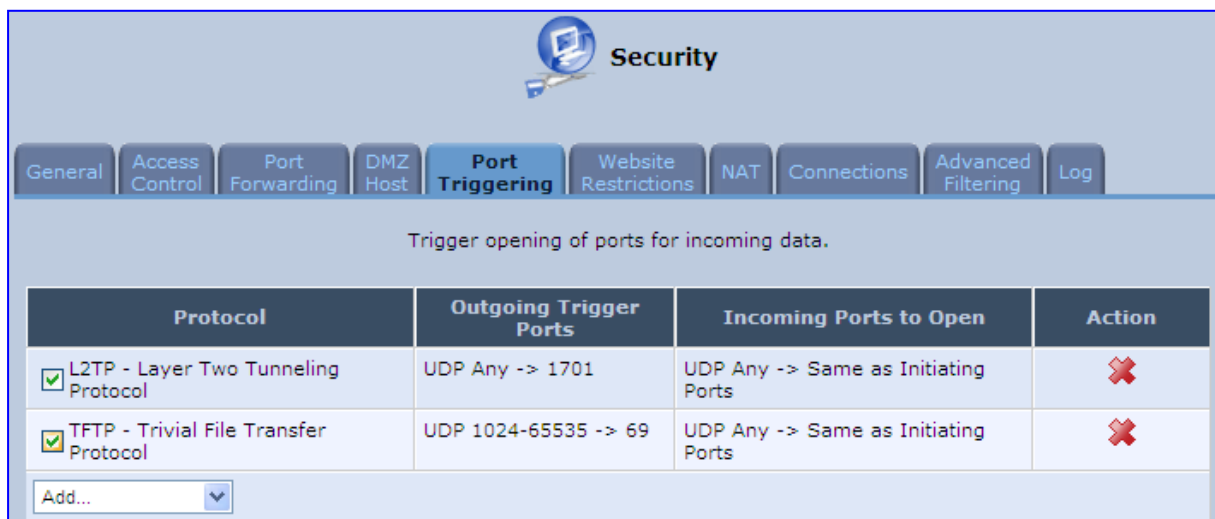 Security
General
Access
Control
Port
Forwarding
DMZ
Host
Port
Triggering
Website
Restrictions
NAT
Connections
Advanced
Filtering
Log
Trigger opening of ports for incoming data.
Protocol
Outgoing Trigger
Ports
Incoming Ports to Open
Action
L2TP - Layer Two Tunneling
Protocol
UDP Any -> 1701
UDP Any -> Same as Initiating
Ports
TFTP - Trivial File Transfer
Protocol
UDP 1024-65535 -> 69
UDP Any -> Same as Initiating
Ports
Add...